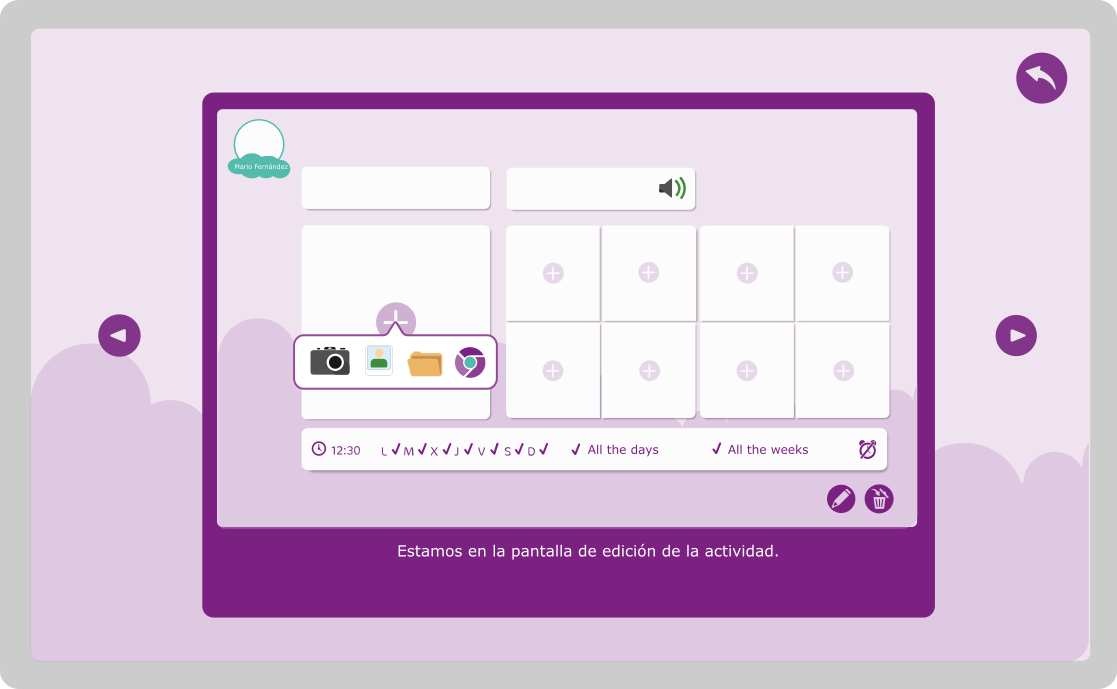 Mario Fernández
12:30 L M X J V S D All the days All the weeks
Estamos en la pantalla de edición de la actividad.